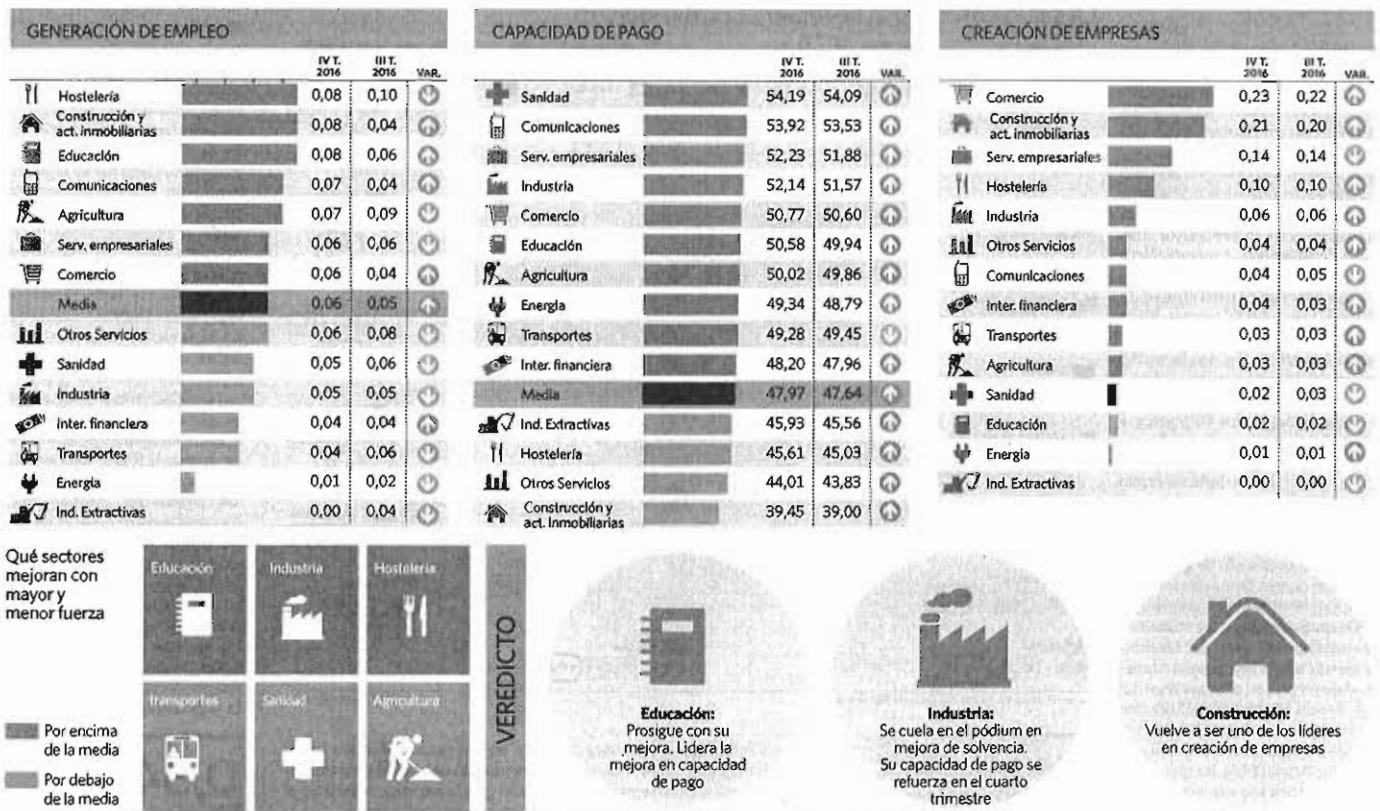 GENERACIÓN DE EMPLEO
IV T. 2016 III T. 2016 VAR.
Hostelería 0,08 0,10
Construcción y
act. inmobiliarias 0,08 0,04
Educación 0,08 0,06
Comunicaciones 0,07 0,04
Agricultura 0,07 0,09
Serv. empresariales 0,06 0,06
Comercio 0,06 0,04
Media 0,06 0,05
Otros Servicios 0,06 0,08
Sanidad 0,05 0,06
Industria 0,05 0,05
Inter. financiera 0,04 0,04
Transportes 0,04 0,06
Energía 0,01 0,02
Ind. Extractivas 0,00 0,04
CAPACIDAD DE PAGO
IV T. 2016 III T. 2016 VAR.
Sanidad 54,19 54,09
Comunicaciones 53,92 53,53
Serv. empresariales 52,23 51,88
Industria 52,14 51,57
Comercio 50,77 50,60
Educación 50,58 49,94
Agricultura 50,02 49,86
Energía 49,34 48,79
Transportes 49,28 49,45
Inter. financiera 48,20 47,96
Media 47,97 47,64
Ind. Extractivas 45,93 45,56
Hostelería 45,61 45,03
Otros Servicios 44,01 43,83
Construcción y
act. Inmobiliarias 39,45 39,00
CREACIÓN DE EMPRESAS
IV T. 2016 III T. 2016 VAR.
Comercio 0,23 0,22
Construcción y
act. inmobiliarias 0,21 0,20
Serv. empresariales 0,14 0,14
Hostelería 0,10 0,10
Industria 0,06 0,06
Otros Servicios 0,04 0,04
Comunicaciones 0,04 0,05
Inter. financiera 0,04 0,03
Transportes 0,03 0,03
Agricultura 0,03 0,03
Sanidad 0,02 0,03
Educación 0,02 0,02
Energía 0,01 0,01
Ind. Extractivas 0,00 0,00
Qué sectores
mejoran con
mayor y
menor fuerza
Por encima
de la media
Por debajo
de la media
Educación
Industria
Hostelería
Transportes
Sanidad
Agricultura
VEREDICTO
Educación:
Prosigue con su
mejora. Lidera la
mejora en capacidad
de pago
Industria:
Se cuela en el pódium en
mejora de solvencia.
Su capacidad de pago se
refuerza en el cuarto
trimestre
Construcción:
Vuelve a ser uno de los líderes
en creación de empresas